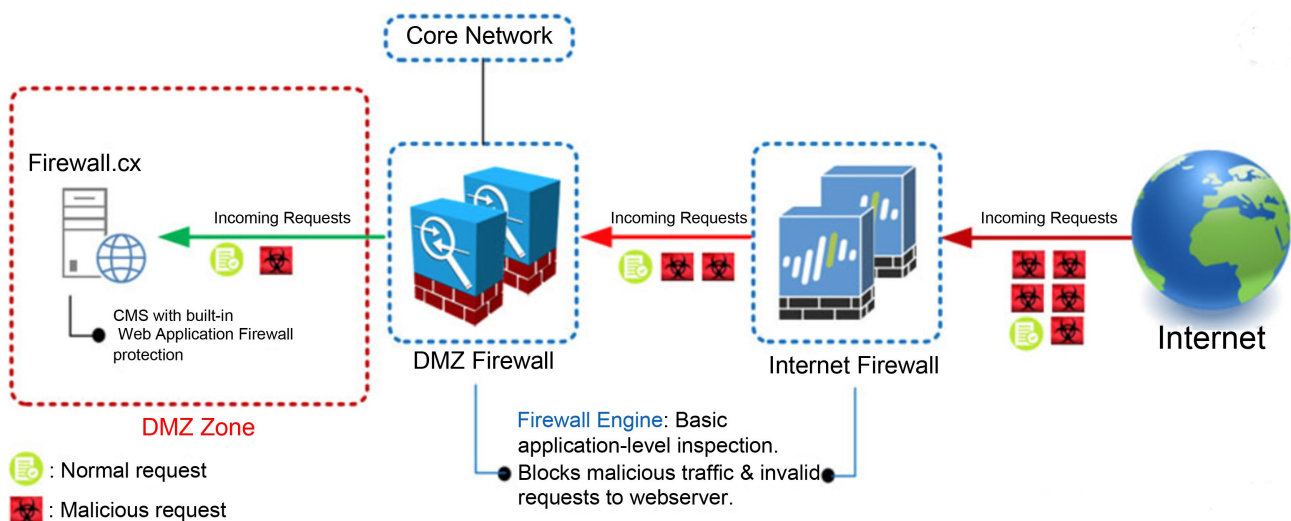 Core Network
Firewall.cx
Incoming Requests
Incoming Requests
Incoming Requests
CMS with built-in
Web Application Firewall
protection
DMZ Firewall
Internet Firewall
Internet
DMZ Zone
Firewall Engine: Basic
application-level inspection.
Blocks malicious traffic & invalid
requests to webserver.
: Normal request
: Malicious request